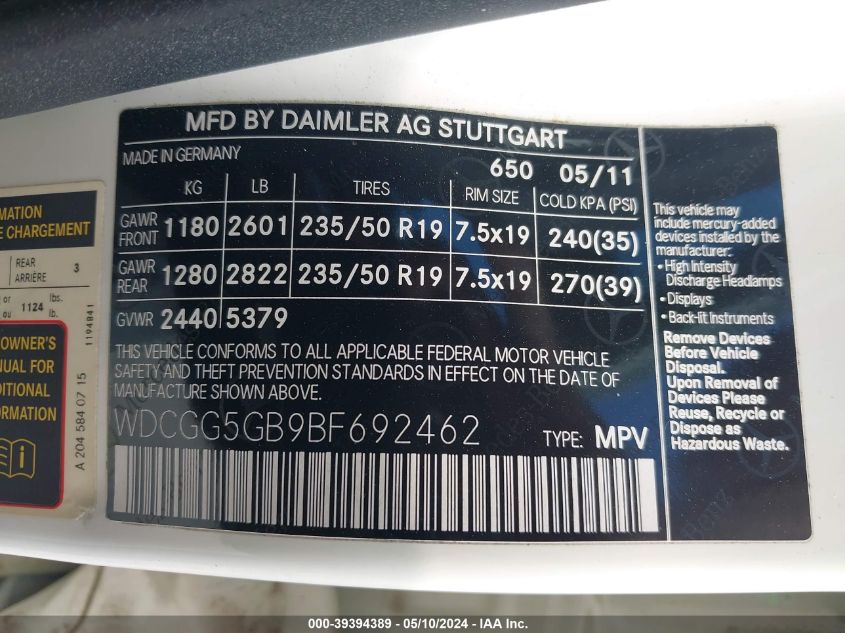 MFD BY DAIMLER AG STUTTGART
MADE IN GERMANY
650 05/11
KG LB TIRES RIM SIZE COLD KPA (PSI)
GAWR FRONT 1180 2601 235/50 R19 7.5x19 240(35)
GAWR REAR 1280 2822 235/50 R19 7.5x19 270(39)
GVWR 2440 5379
THIS VEHICLE CONFORMS TO ALL APPLICABLE FEDERAL MOTOR VEHICLE
SAFETY AND THEFT PREVENTION STANDARDS IN EFFECT ON THE DATE OF
MANUFACTURE SHOWN ABOVE.
WDCGG5GB9BF692462
TYPE: MPV
This vehicle may
include mercury-added
devices installed by the
manufacturer:
• High Intensity
Discharge Headlamps
• Displays
• Back-lit Instruments
Remove Devices
Before Vehicle
Disposal.
Upon Removal of
Devices Please
Reuse, Recycle or
Dispose as
Hazardous Waste.
CHARGEMENT
REAR
ARRIÈRE 3
or
ou 1124 lbs.
lb.
OWNER'S
FOR
1194841
A 204 584 07 15
000-39394389 - 05/10/2024 - IAA Inc.